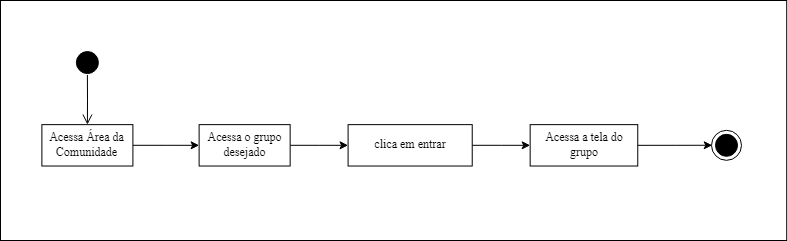 Acessa Área da
Comunidade
Acessa o grupo
desejado
clica em entrar
Acessa a tela do
grupo